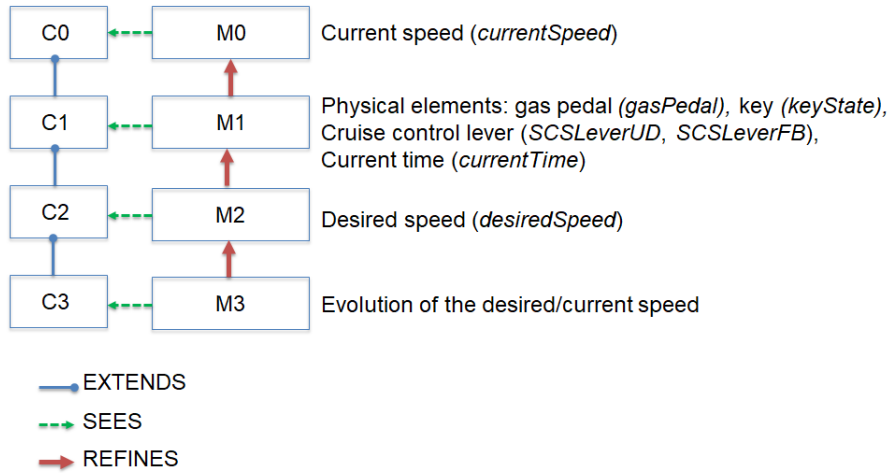 C0 M0 Current speed (currentSpeed)
C1 M1 Physical elements: gas pedal (gasPedal), key (keyState),
Cruise control lever (SCSLeverUD, SCSLeverFB),
Current time (currentTime)
C2 M2 Desired speed (desiredSpeed)
C3 M3 Evolution of the desired/current speed
EXTENDS
SEES
REFINES